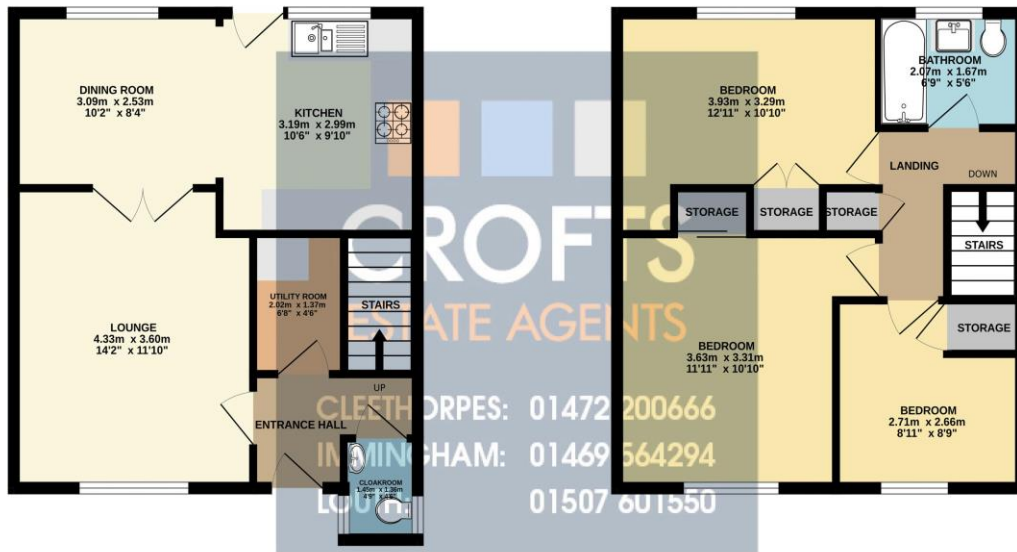 DINING ROOM
3.09m x 2.53m
10'2" x 8'4"
KITCHEN
3.19m x 2.99m
10'6" x 9'10"
LOUNGE
4.33m x 3.60m
14'2" x 11'10"
UTILITY ROOM
2.02m x 1.37m
6'8" x 4'6"
STAIRS
UP
ENTRANCE HALL
CLOAKROOM
1.45m x 1.36m
BEDROOM
3.93m x 3.29m
12'11" x 10'10"
BATHROOM
2.07m x 1.67m
6'9" x 5'6"
LANDING
DOWN
STORAGE
STORAGE
STORAGE
STAIRS
BEDROOM
3.63m x 3.31m
11'11" x 10'10"
STORAGE
BEDROOM
2.71m x 2.66m
8'11" x 8'9"
CROFTS
ESTATE AGENTS
CLEETHORPES: 01472 200666
IMMINGHAM: 01469 564294
LOUTH: 01507 601550